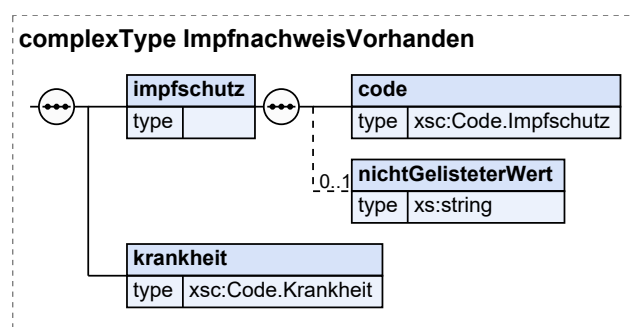 complexType ImpfnachweisVorhanden
impfschutz
type
code
type xsc:Code.Impfschutz
0..1
nichtGelisteterWert
type xs:string
krankheit
type xsc:Code.Krankheit